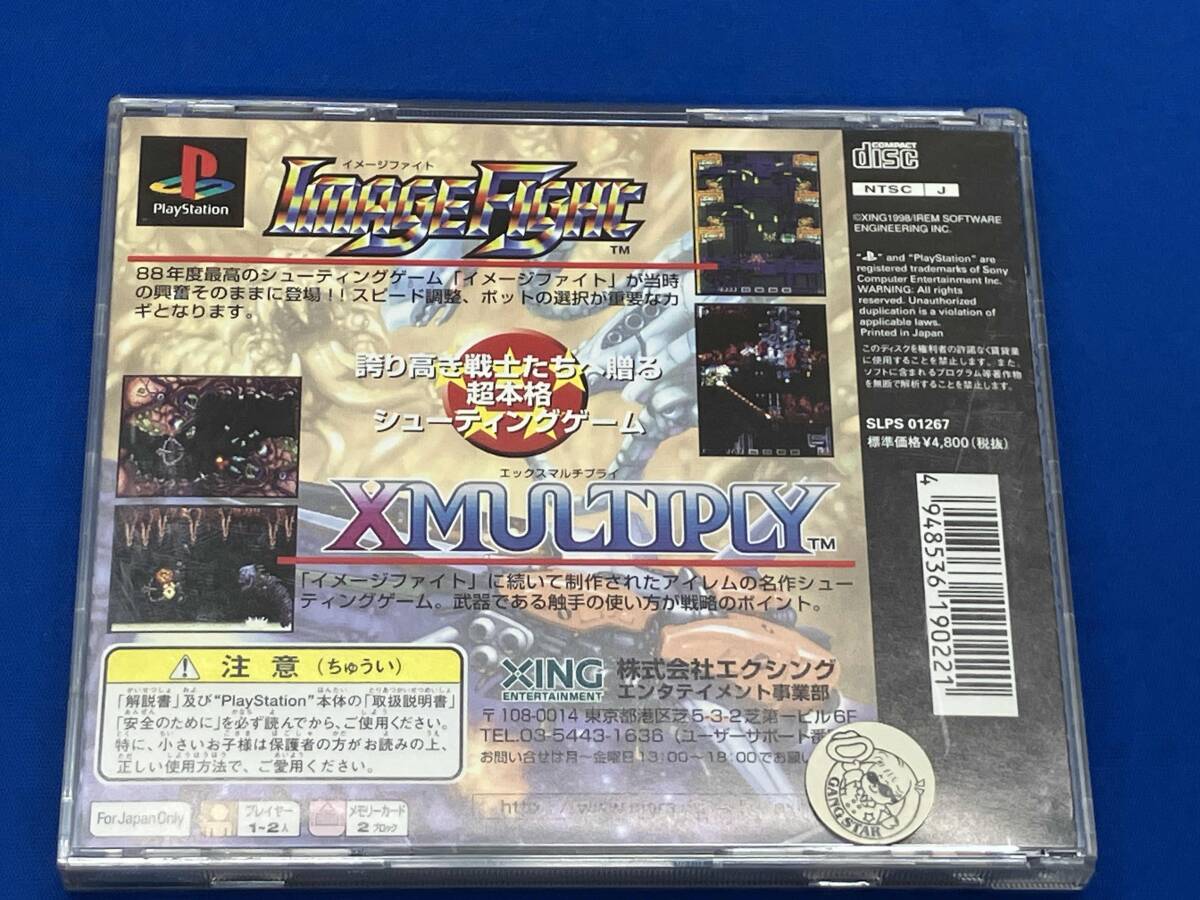 PlayStation
イメージファイト
IMAGE FIGHT
TM
88年度最高のシューティングゲーム「イメージファイト」が当時
の興奋そのままに登場!! スピード調整、ポットの選択が重要なカ
ギとなります。
誇り高き戦士たちへ贈る
超本格
シューティングゲーム
エックスマルチプライ
XMULTIPLY
TM
「イメージファイト」に続いて制作されたアイレムの名作シュー
ティングゲーム。武器である触手の使い方が戦略のポイント。
注意(ちゅうい)
「解説書」及び“PlayStation”本体の「取扱説明書」
「安全のために」を必ず読んでから、ご使用ください。
特に、小さいお子様は保護者の方がお読みの上、
正しい使用方法で、ご愛用ください。
XING
ENTERTAINMENT
株式会社エクシング
エンタテイメント事業部
〒108-0014 東京都港区芝5-3-2芝第一ビル6F
TEL.03-5443-1636 (ユーザーサポート
お問い合せは月〜金曜日13:00〜18:00でお願い
For Japan Only
プレイヤー
1~2人
メモリーカード
2ブロック
GANG STAR
COMPACT
disc
NTSC J
©XING1998/IREM SOFTWARE
ENGINEERING INC.
"PS" and "PlayStation" are
registered trademarks of Sony
Computer Entertainment Inc.
WARNING: All rights
reserved. Unauthorized
duplication is a violation of
applicable laws.
Printed in Japan
このディスクを権利者の許諾なく賃貸業
に使用することを禁止します。また、
ソフトに含まれるプログラム等著作物
を無断で解析することを禁止します。
SLPS 01267
標準価格¥4,800(税抜)
4 948536 190221